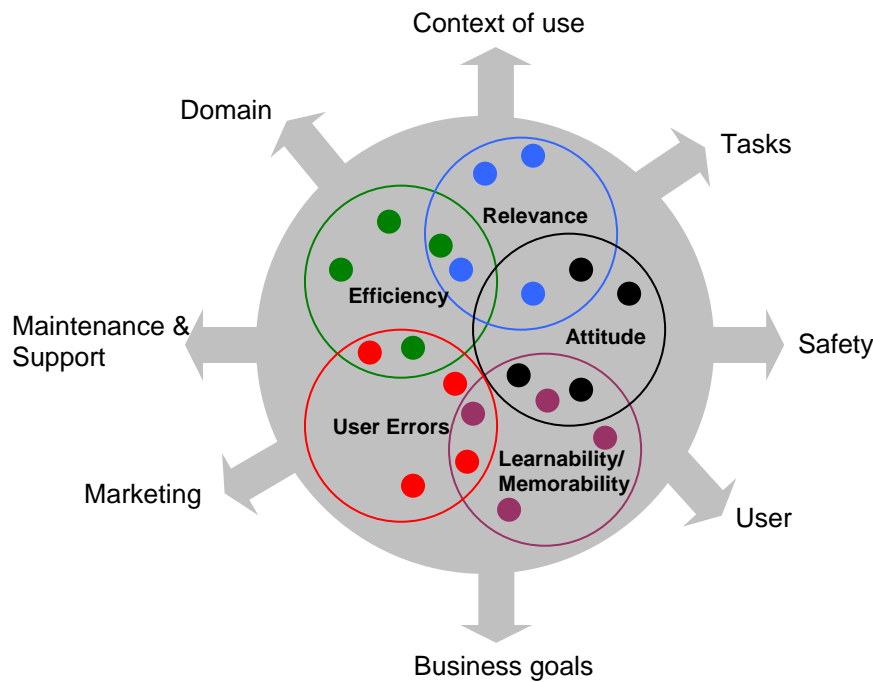 Context of use
Domain
Tasks
Relevance
Efficiency
Attitude
Maintenance &
Support
Safety
User Errors
Learnability/
Memorability
Marketing
User
Business goals